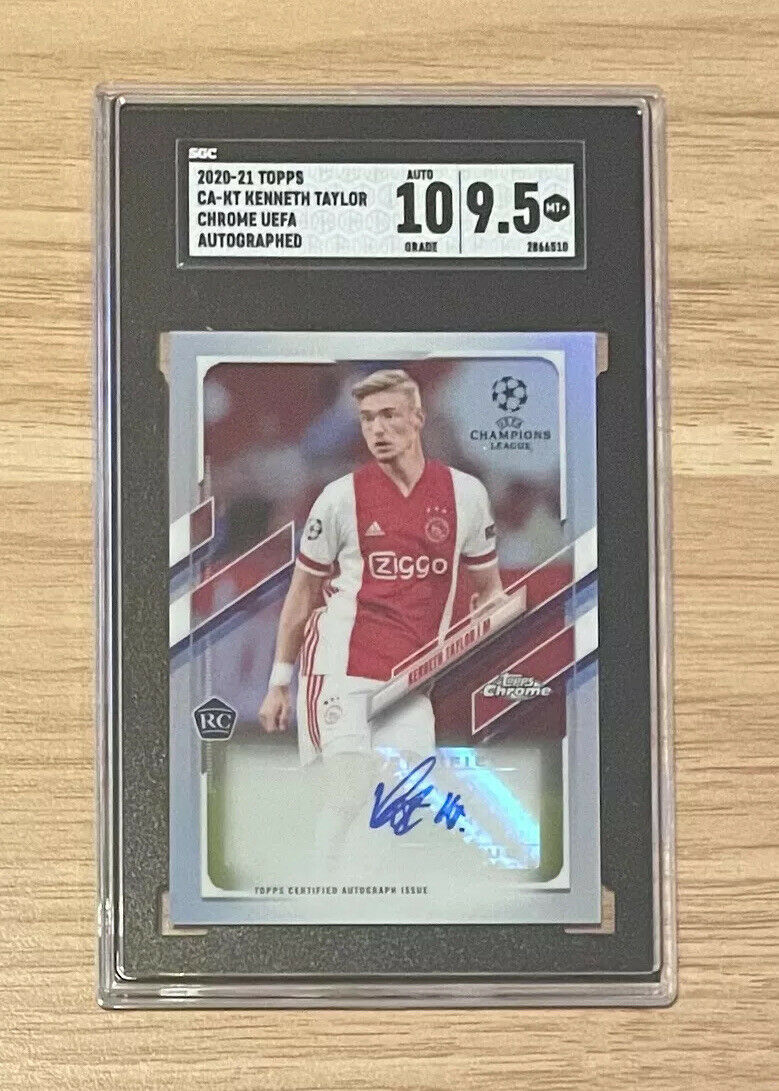 SGC
2020-21 TOPPS
CA-KT KENNETH TAYLOR
CHROME UEFA
AUTOGRAPHED
AUTO
10
GRADE
9.5
MT+
2866510
UEFA
CHAMPIONS
LEAGUE
adidas
ZIGGO
KENNETH TAYLOR | M
Topps
Chrome
RC
TOPPS CERTIFIED AUTOGRAPH ISSUE